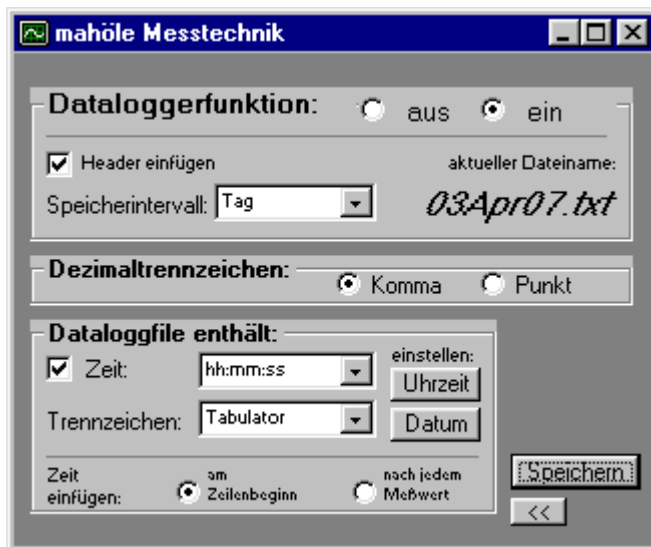 mahöle Messtechnik
Dataloggerfunktion: aus ein
Header einfügen aktueller Dateiname:
Speicherintervall: Tag 03Apr07.txt
Dezimaltrennzeichen: Komma Punkt
Dataloggfile enthält:
Zeit: hh:mm:ss einstellen:
Uhrzeit
Trennzeichen: Tabulator Datum
Zeit einfügen: am Zeilenbeginn nach jedem Meßwert
Speichern
<<